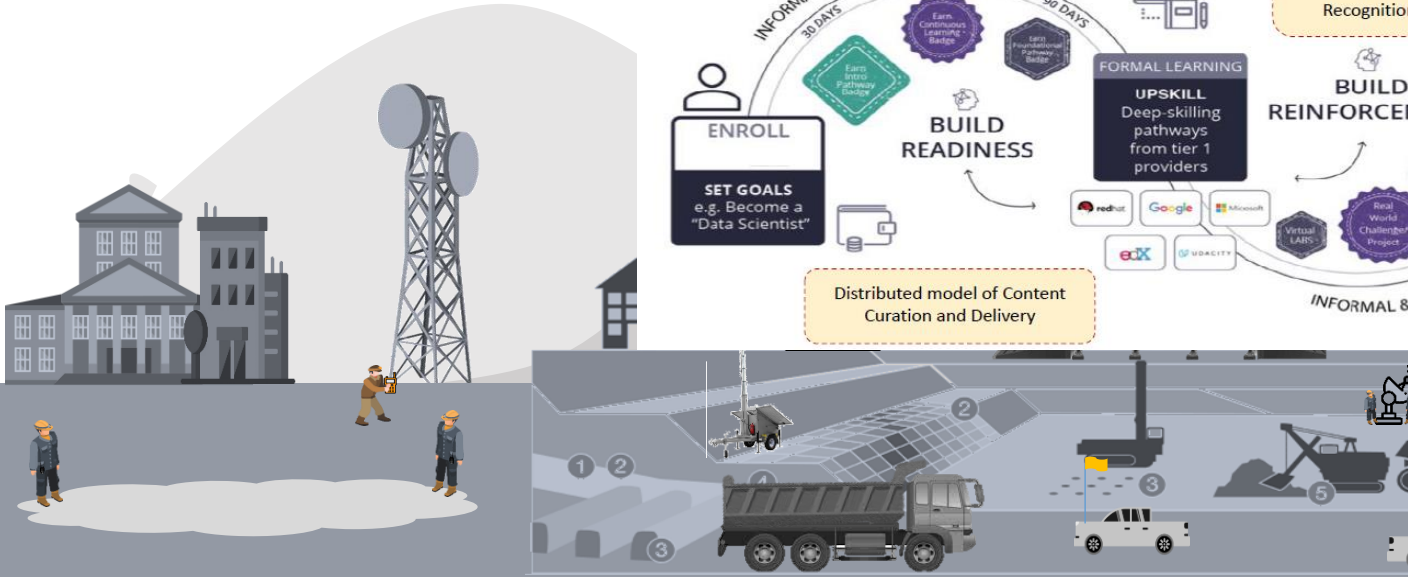 Recognition
INFORMA
30 DAYS
90 DAYS
Earn
Continuous
Learning
Badge
Earn
Foundational
Pathway
Badge
Earn
Intro
Pathway
Badge
FORMAL LEARNING
UPSKILL
Deep-skilling
pathways
from tier 1
providers
BUILD
REINFORCE
ENROLL
BUILD
READINESS
SET GOALS
e.g. Become a
“Data Scientist”
redhat
Google
Microsoft
edX
UDACITY
Virtual
LABS
Real
World
Challenge/
Project
Distributed model of Content
Curation and Delivery
INFORMAL &
1
2
3
4
2
3
5